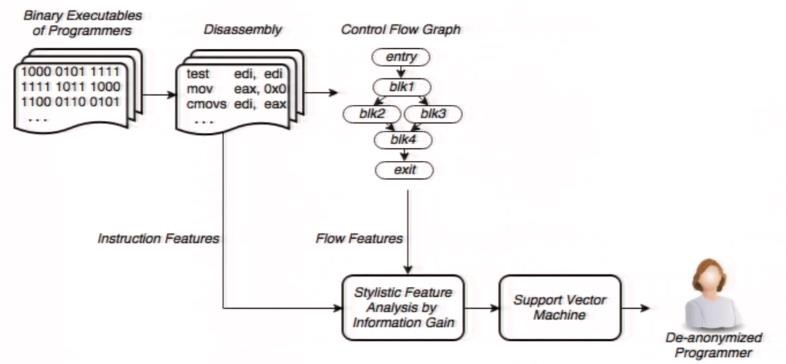 Binary Executables
of Programmers
Disassembly
Control Flow Graph
1000 0101 1111
1111 1011 1000
1100 0110 0101
...
test edi, edi
mov eax, 0x0
cmovs edi, eax
...
entry
blk1
blk2
blk3
blk4
exit
Instruction Features
Flow Features
Stylistic Feature
Analysis by
Information Gain
Support Vector
Machine
De-anonymized
Programmer